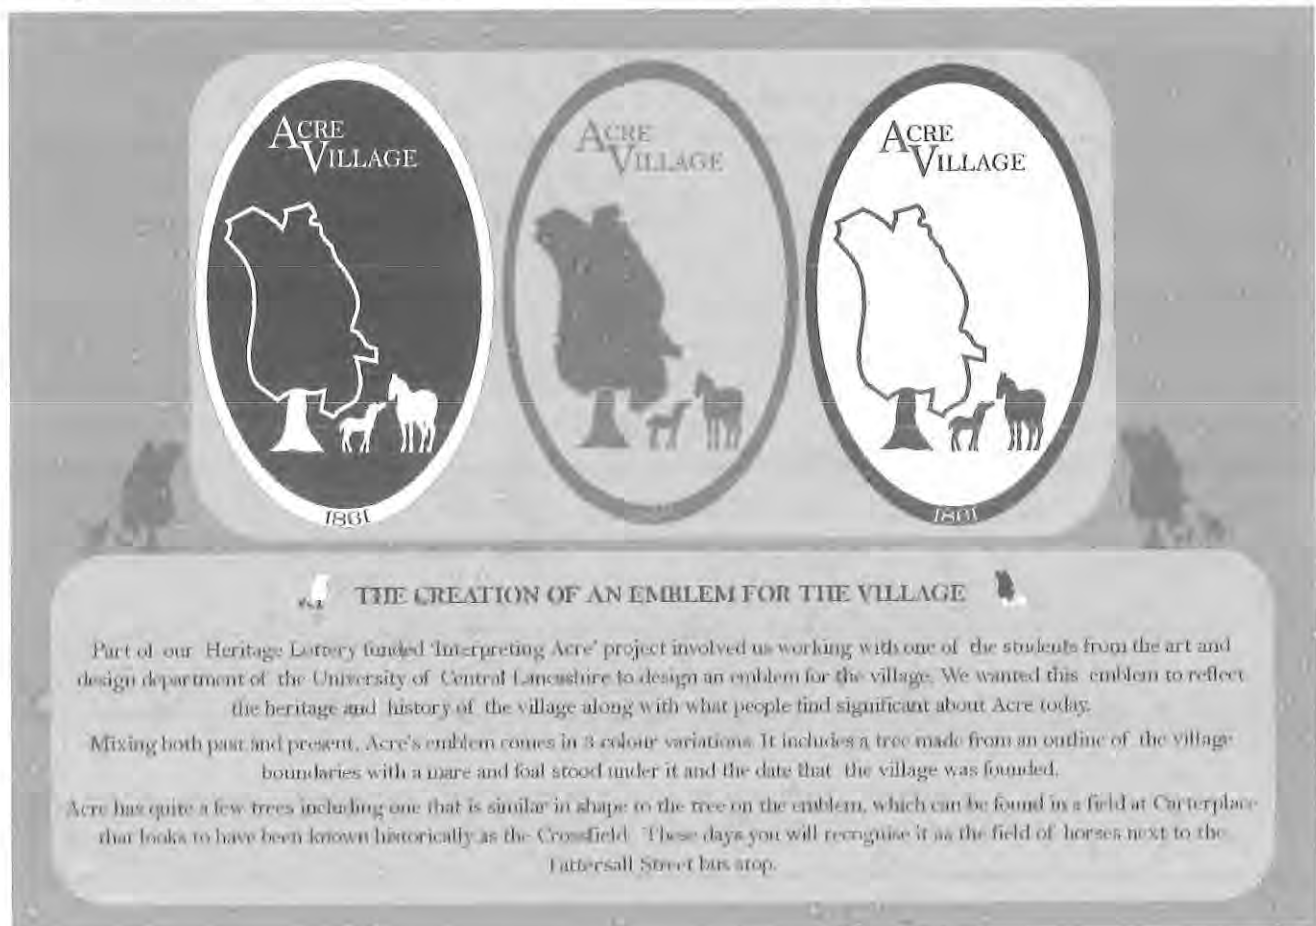 ACRE
VILLAGE
1861
ACRE
VILLAGE
ACRE
VILLAGE
1861
THE CREATION OF AN EMBLEM FOR THE VILLAGE
Part of our Heritage Lottery funded 'Interpreting Acre' project involved us working with one of the students from the art and
design department of the University of Central Lancashire to design an emblem for the village. We wanted this emblem to reflect
the heritage and history of the village along with what people find significant about Acre today.
Mixing both past and present, Acre's emblem comes in 3 colour variations. It includes a tree made from an outline of the village
boundaries with a mare and foal stood under it and the date that the village was founded.
Acre has quite a few trees including one that is similar in shape to the tree on the emblem, which can be found in a field at Carterplace
that looks to have been known historically as the Crossfield. These days you will recognise it as the field of horses next to the
Tattersall Street bus stop.